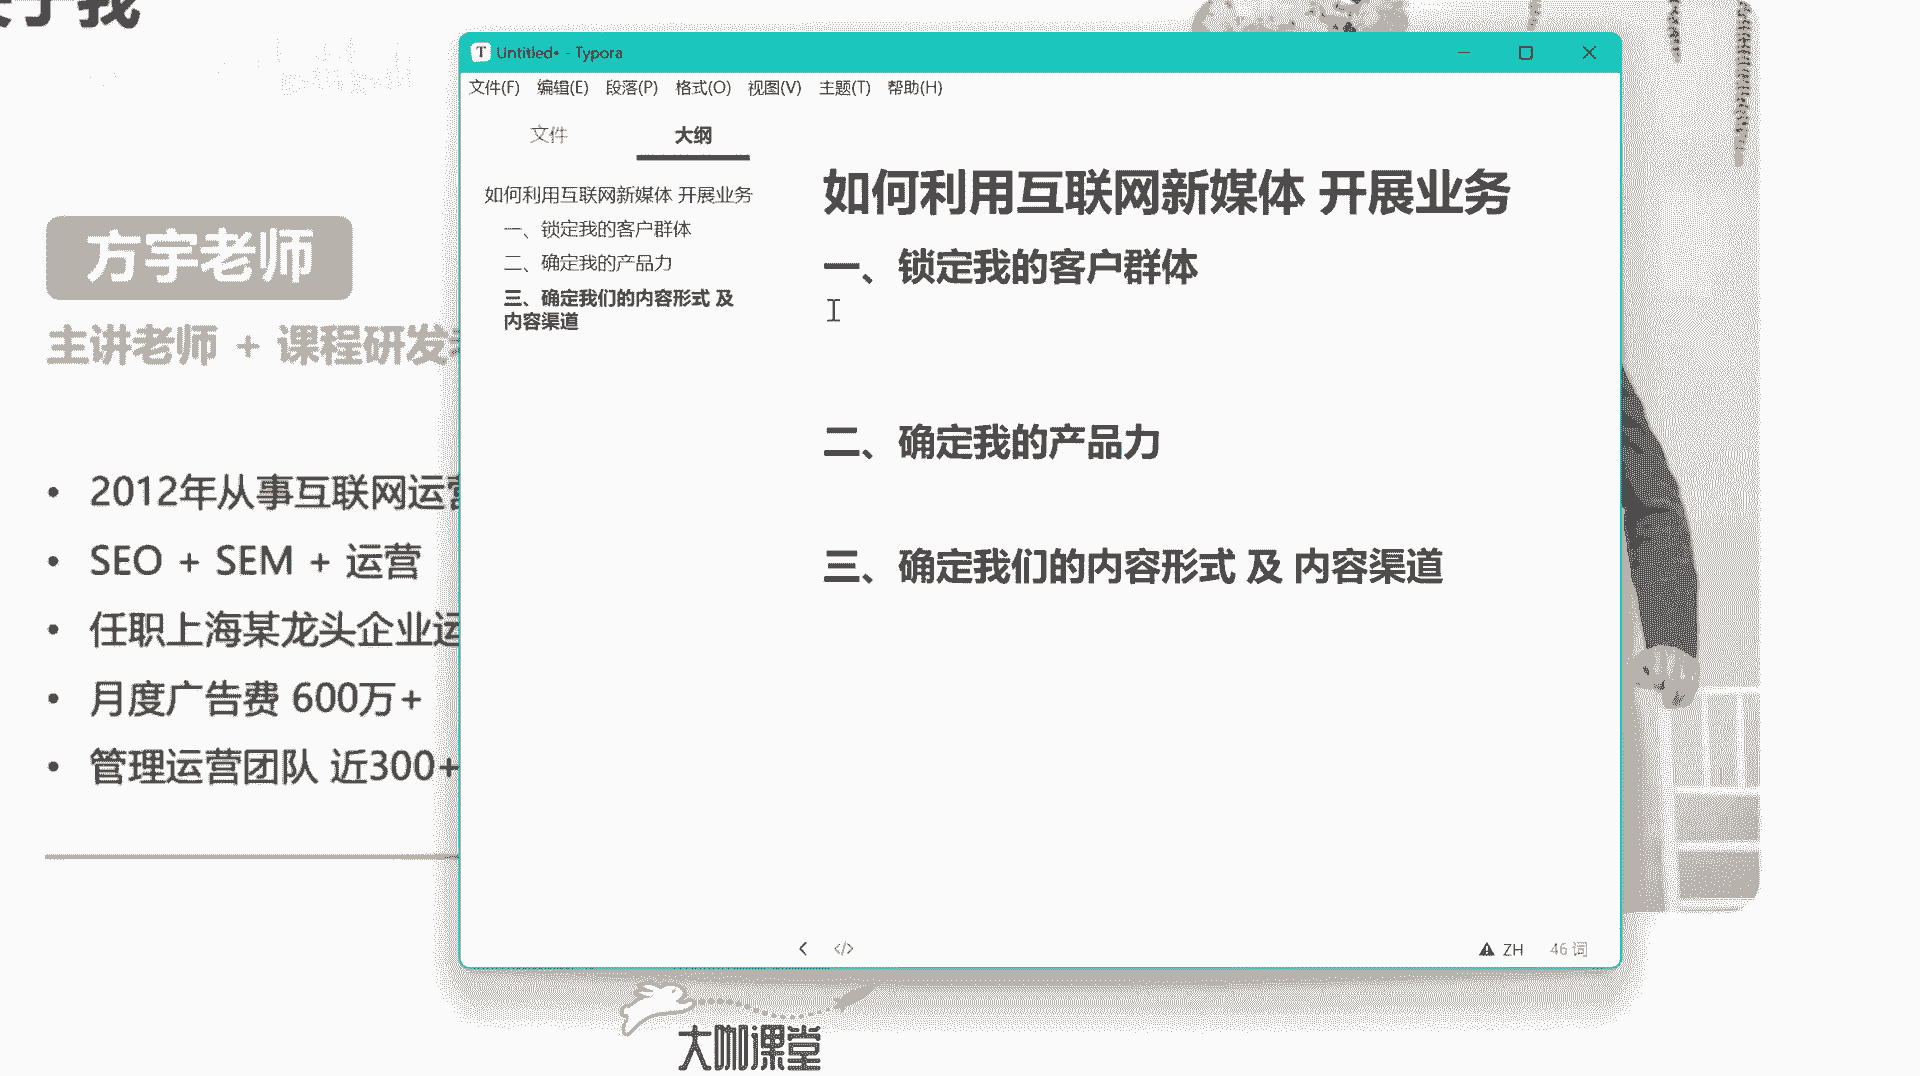 于我
方宇老师
主讲老师 + 课程研发
2012年从事互联网运营
SEO + SEM + 运营
任职上海某龙头企业运
月度广告费 600万+
管理运营团队 近300+
Untitled• - Typora
文件(F) 编辑(E) 段落(P) 格式(O) 视图(V) 主题(T) 帮助(H)
文件 大纲
如何利用互联网新媒体 开展业务
一、锁定我的客户群体
二、确定我的产品力
三、确定我们的内容形式 及
内容渠道
如何利用互联网新媒体 开展业务
一、锁定我的客户群体
二、确定我的产品力
三、确定我们的内容形式 及 内容渠道
ZH 46 词
大咖课堂